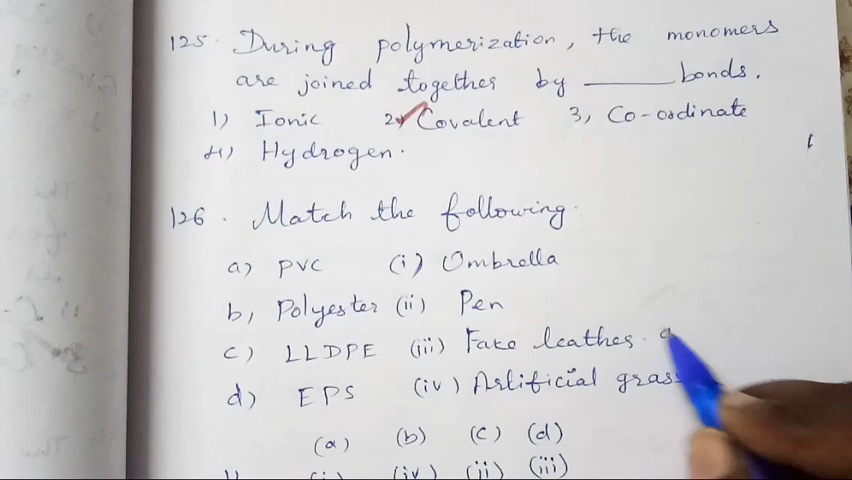 125. During polymerization, the monomers
are joined together by ______ bonds.
1) Ionic 2, Covalent 3, Co-ordinate
4) Hydrogen.
126. Match the following.
a) PVC (i) Ombrella
b, Polyester (ii) Pen
c) LLDPE (iii) Fake leather.
d) EPS (iv) Artificial grass
(a) (b) (c) (d)
(i) (iv) (ii) (iii)